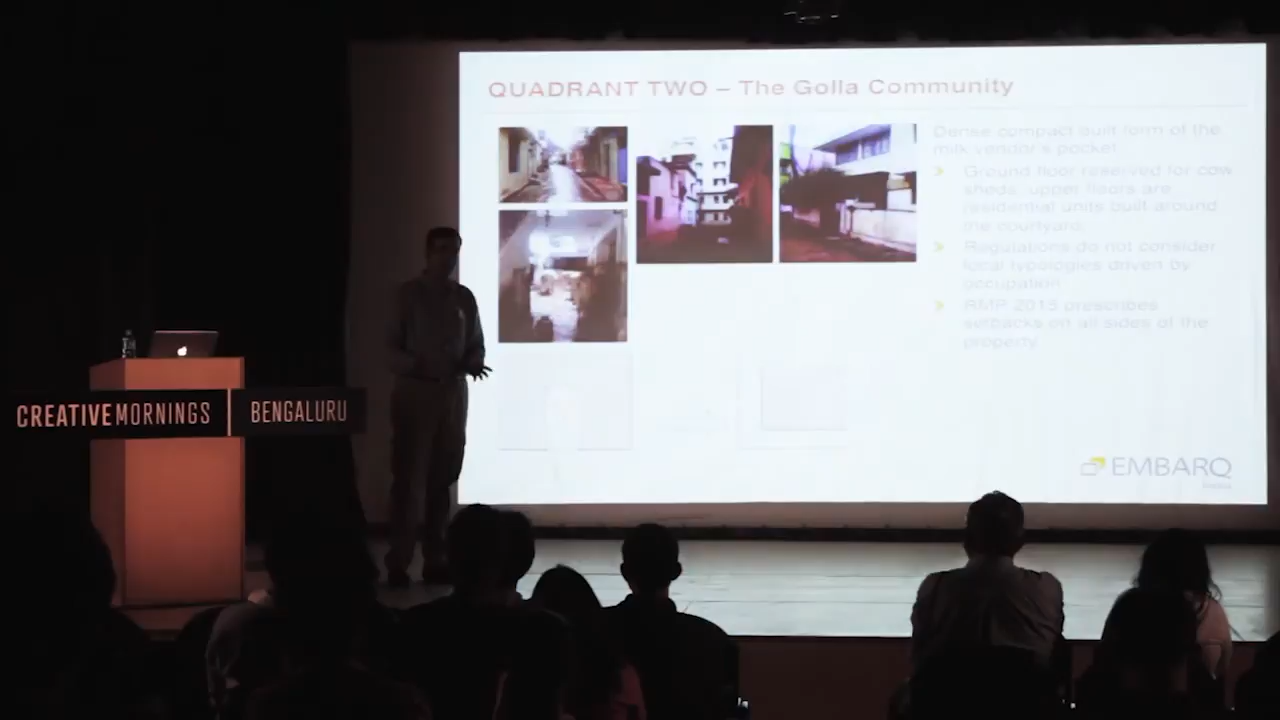 QUADRANT TWO – The Golla Community
Dense compact built form of the
milk vendor's pocket
Ground floor reserved for cow
sheds, upper floors are
residential units built around
the courtyard.
Regulations do not consider
local typologies driven by
occupation
RMP 2015 prescribes
setbacks on all sides of the
property
EMBARQ
CREATIVEMORNINGS BENGALURU